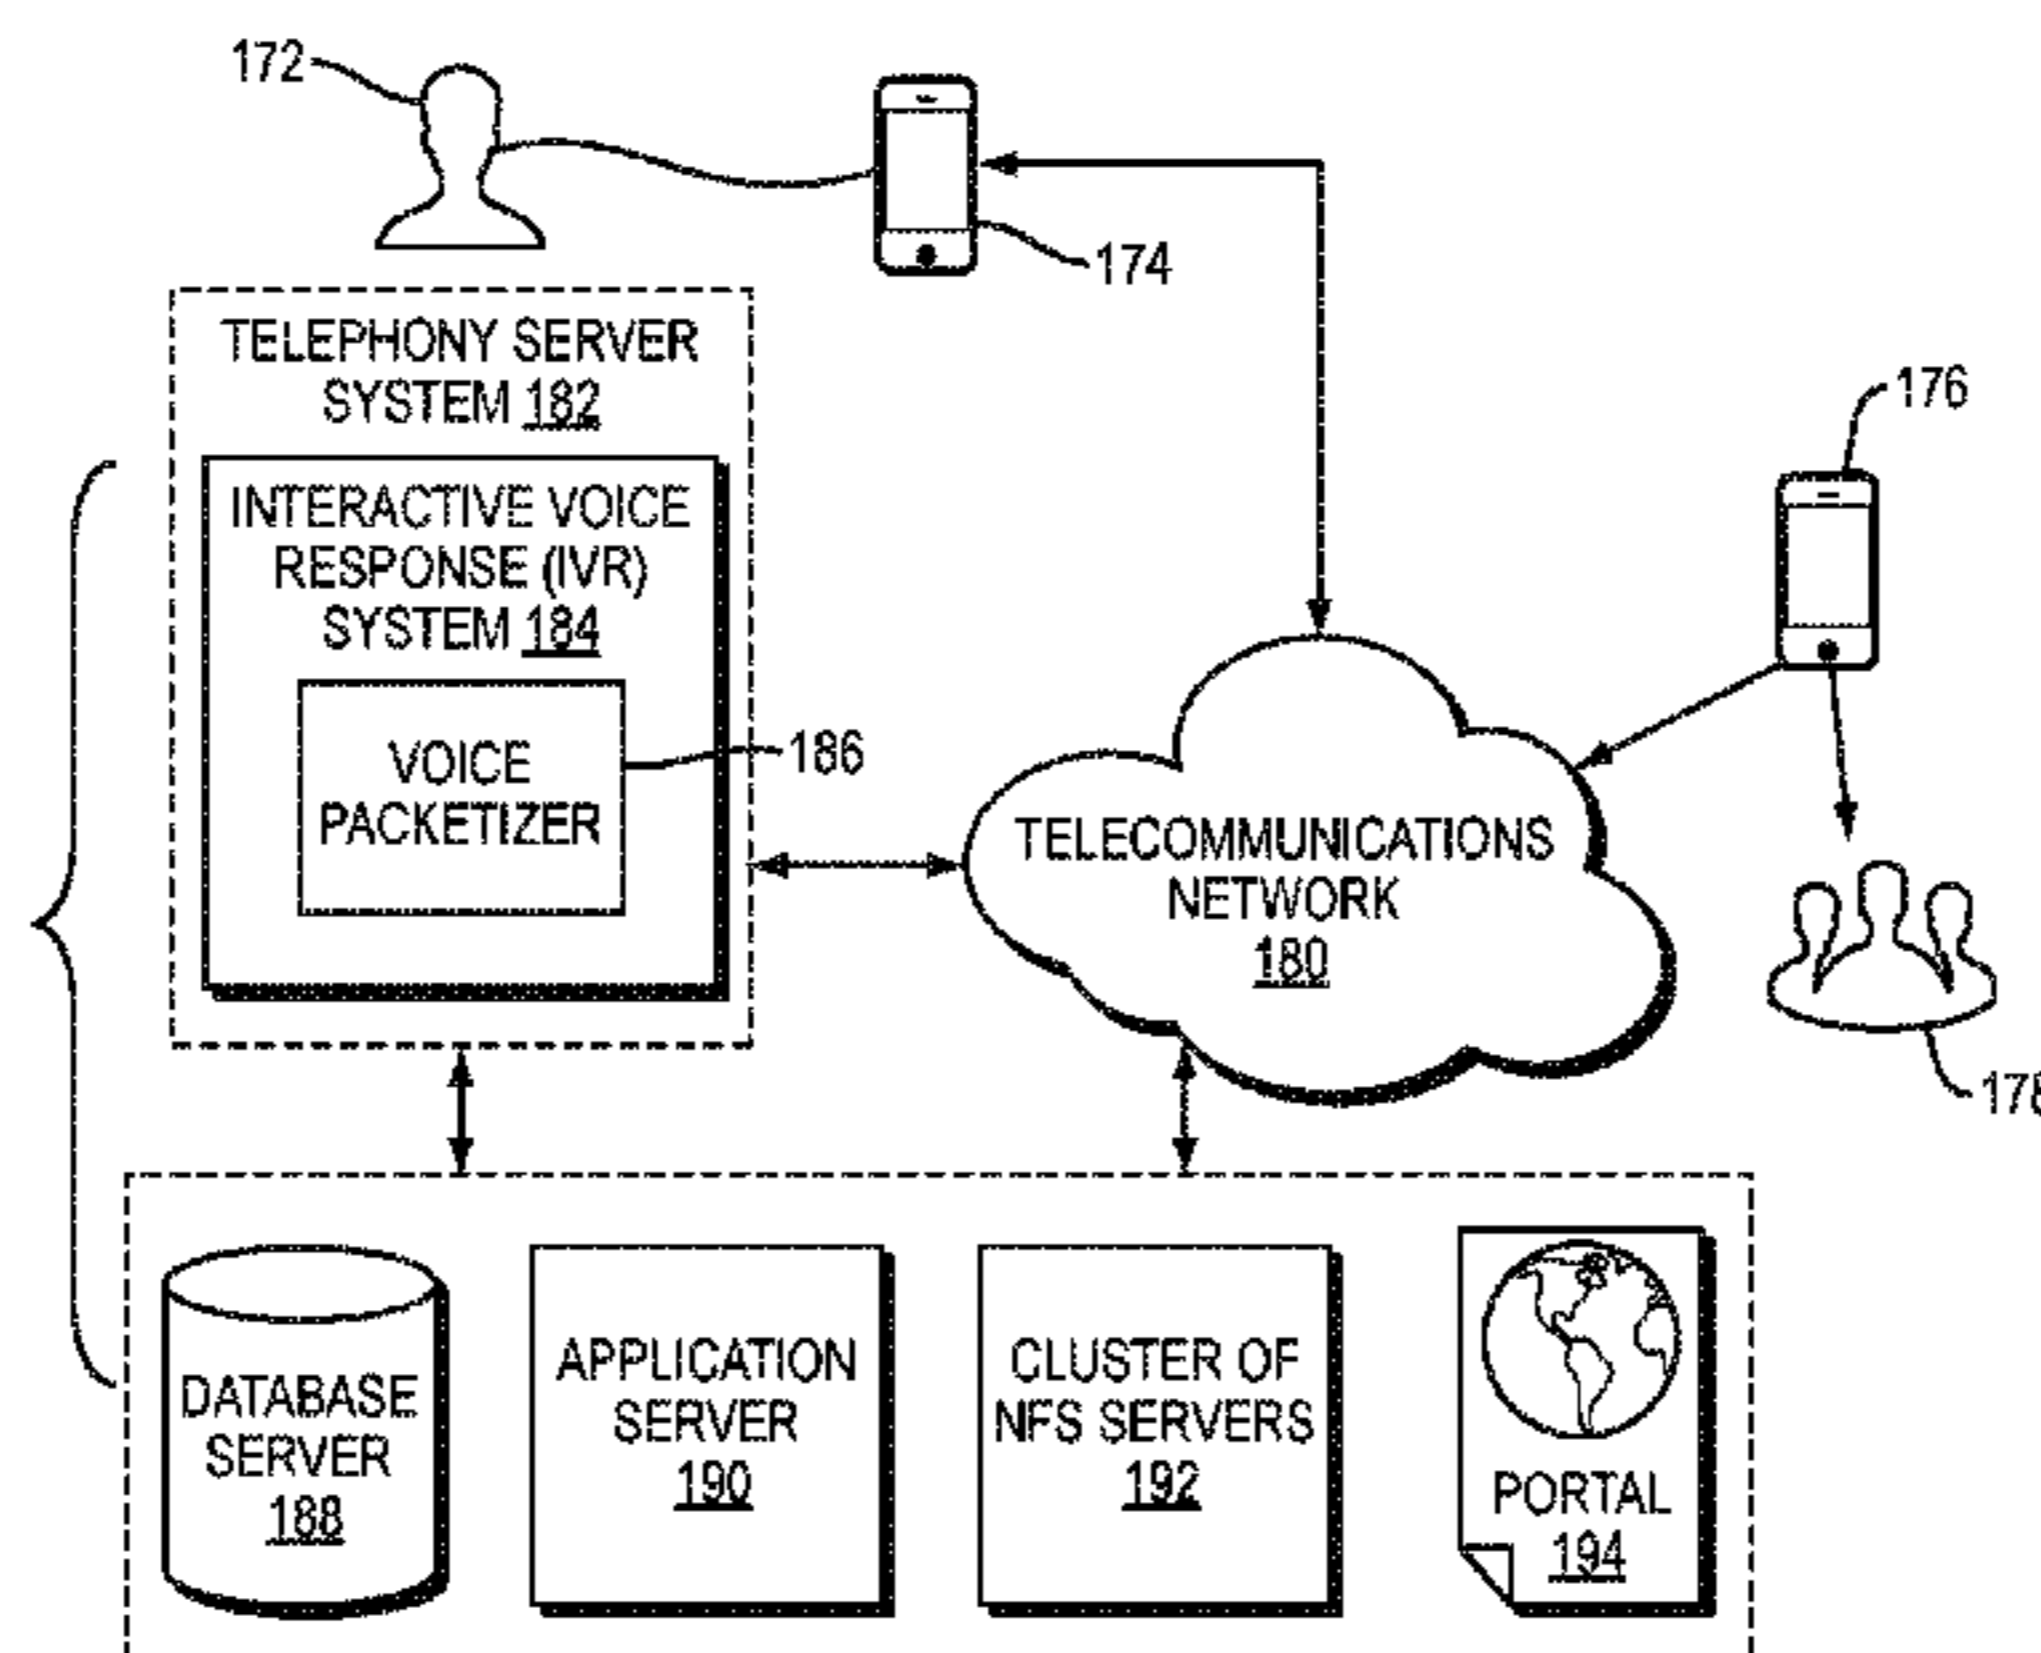 172
174
TELEPHONY SERVER
SYSTEM 182
176
INTERACTIVE VOICE
RESPONSE (IVR)
SYSTEM 184
VOICE
PACKETIZER
186
TELECOMMUNICATIONS
NETWORK
180
178
DATABASE
SERVER
188
APPLICATION
SERVER
190
CLUSTER OF
NFS SERVERS
192
PORTAL
194